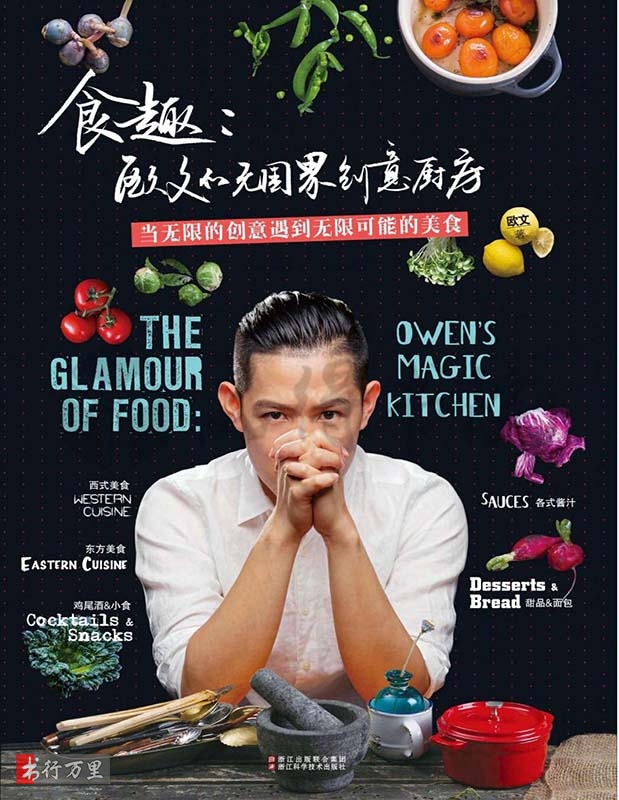 食趣：
欧文的无国界创意厨房
当无限的创意遇到无限可能的美食
欧文
著
THE
GLAMOUR
OF FOOD:
OWEN'S
MAGIC
KITCHEN
西式美食
WESTERN
CUISINE
东方美食
EASTERN CUISINE
鸡尾酒&小食
Cocktails &
Snacks
SAUCES 各式酱汁
Desserts &
Bread 甜品&面包
浙江出版联合集团
浙江科学技术出版社
书行万里